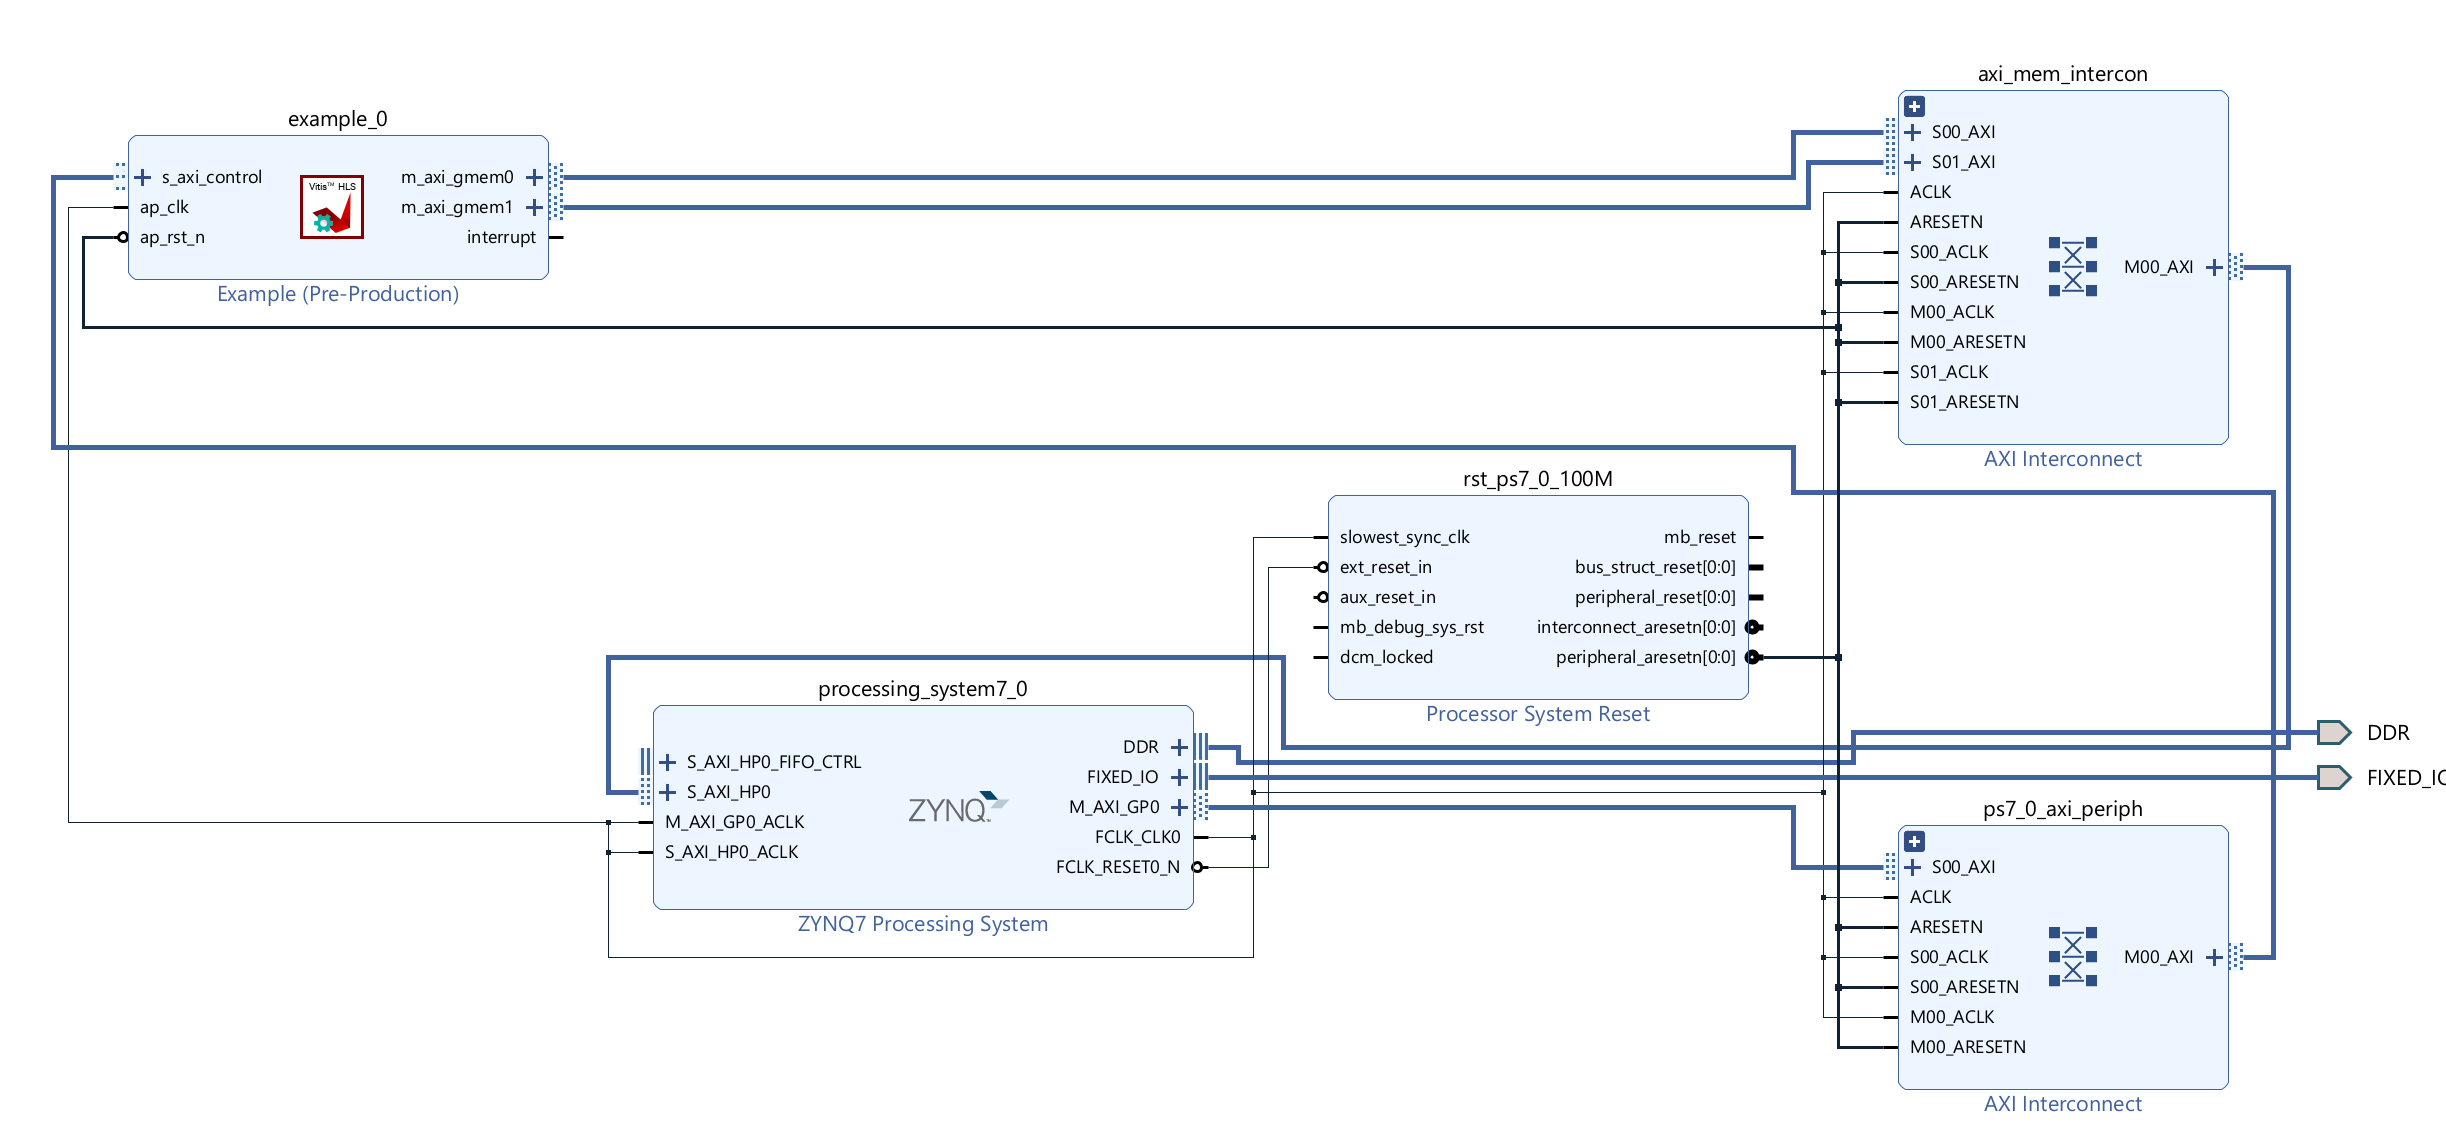 example_0
s_axi_control
ap_clk
ap_rst_n
Vitis™ HLS
m_axi_gmem0
m_axi_gmem1
interrupt
Example (Pre-Production)
axi_mem_intercon
S00_AXI
S01_AXI
ACLK
ARESETN
S00_ACLK
S00_ARESETN
M00_ACLK
M00_ARESETN
S01_ACLK
S01_ARESETN
M00_AXI
AXI Interconnect
rst_ps7_0_100M
slowest_sync_clk
ext_reset_in
aux_reset_in
mb_debug_sys_rst
dcm_locked
mb_reset
bus_struct_reset[0:0]
peripheral_reset[0:0]
interconnect_aresetn[0:0]
peripheral_aresetn[0:0]
Processor System Reset
processing_system7_0
S_AXI_HP0_FIFO_CTRL
S_AXI_HP0
M_AXI_GP0_ACLK
S_AXI_HP0_ACLK
ZYNQ
DDR
FIXED_IO
M_AXI_GP0
FCLK_CLK0
FCLK_RESET0_N
ZYNQ7 Processing System
DDR
FIXED_IO
ps7_0_axi_periph
S00_AXI
ACLK
ARESETN
S00_ACLK
S00_ARESETN
M00_ACLK
M00_ARESETN
M00_AXI
AXI Interconnect